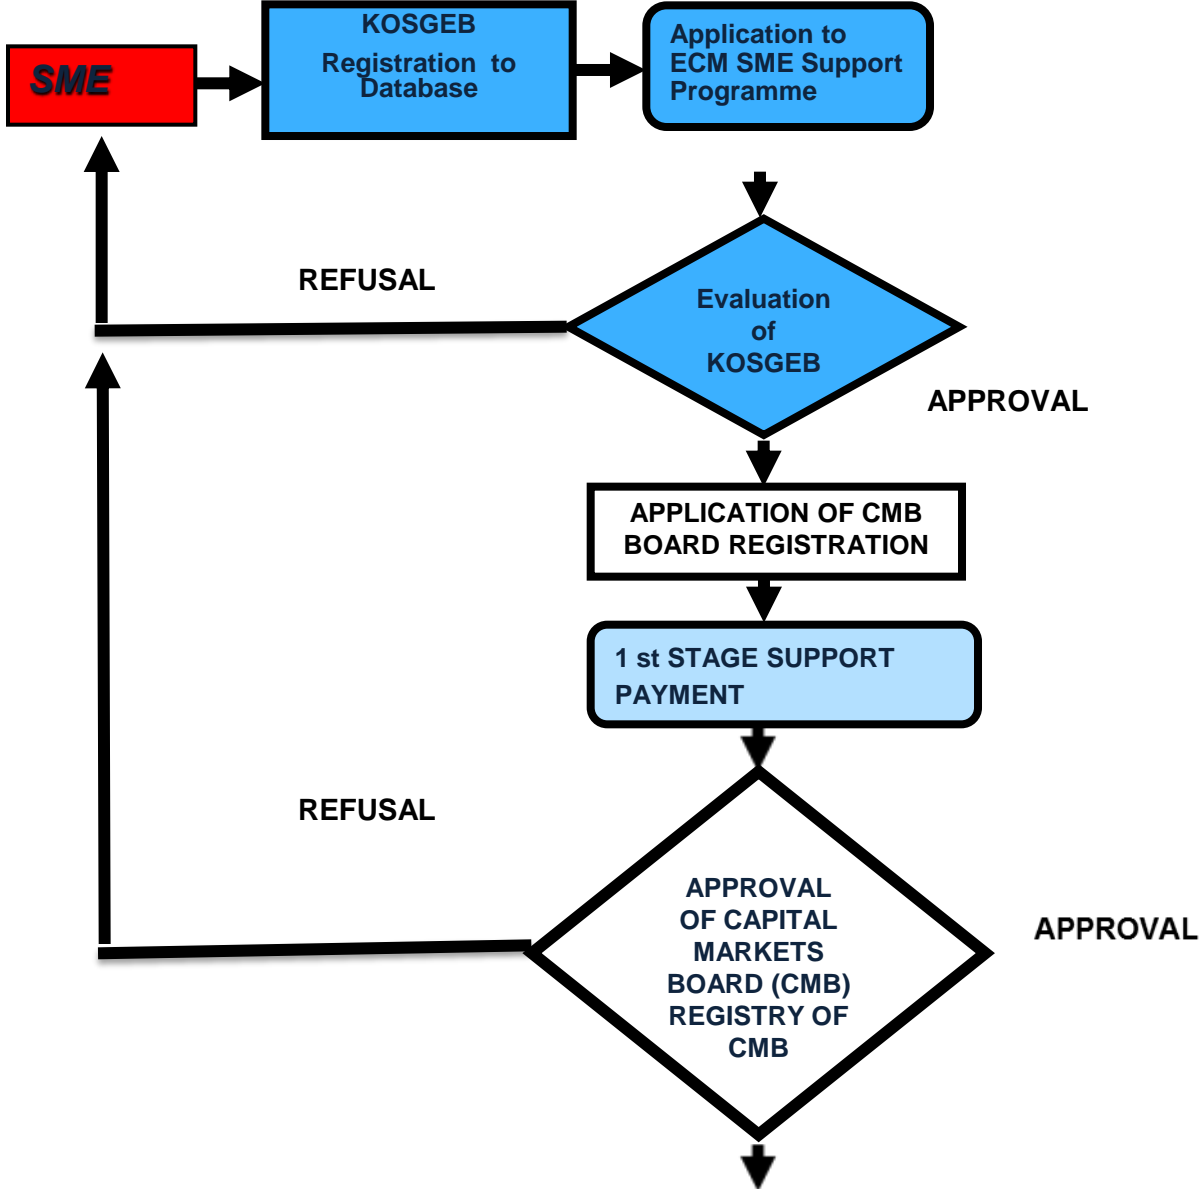 SME
KOSGEB
Registration to
Database
Application to
ECM SME Support
Programme
REFUSAL
Evaluation
of
KOSGEB
APPROVAL
APPLICATION OF CMB
BOARD REGISTRATION
1 st STAGE SUPPORT
PAYMENT
REFUSAL
APPROVAL
OF CAPITAL
MARKETS
BOARD (CMB)
REGISTRY OF
CMB
APPROVAL